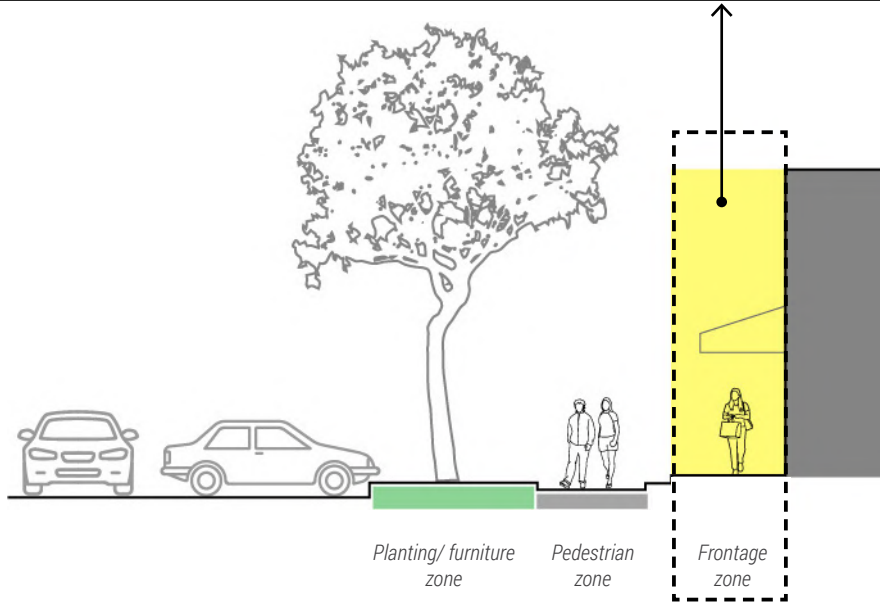 Planting/ furniture
zone
Pedestrian
zone
Frontage
zone